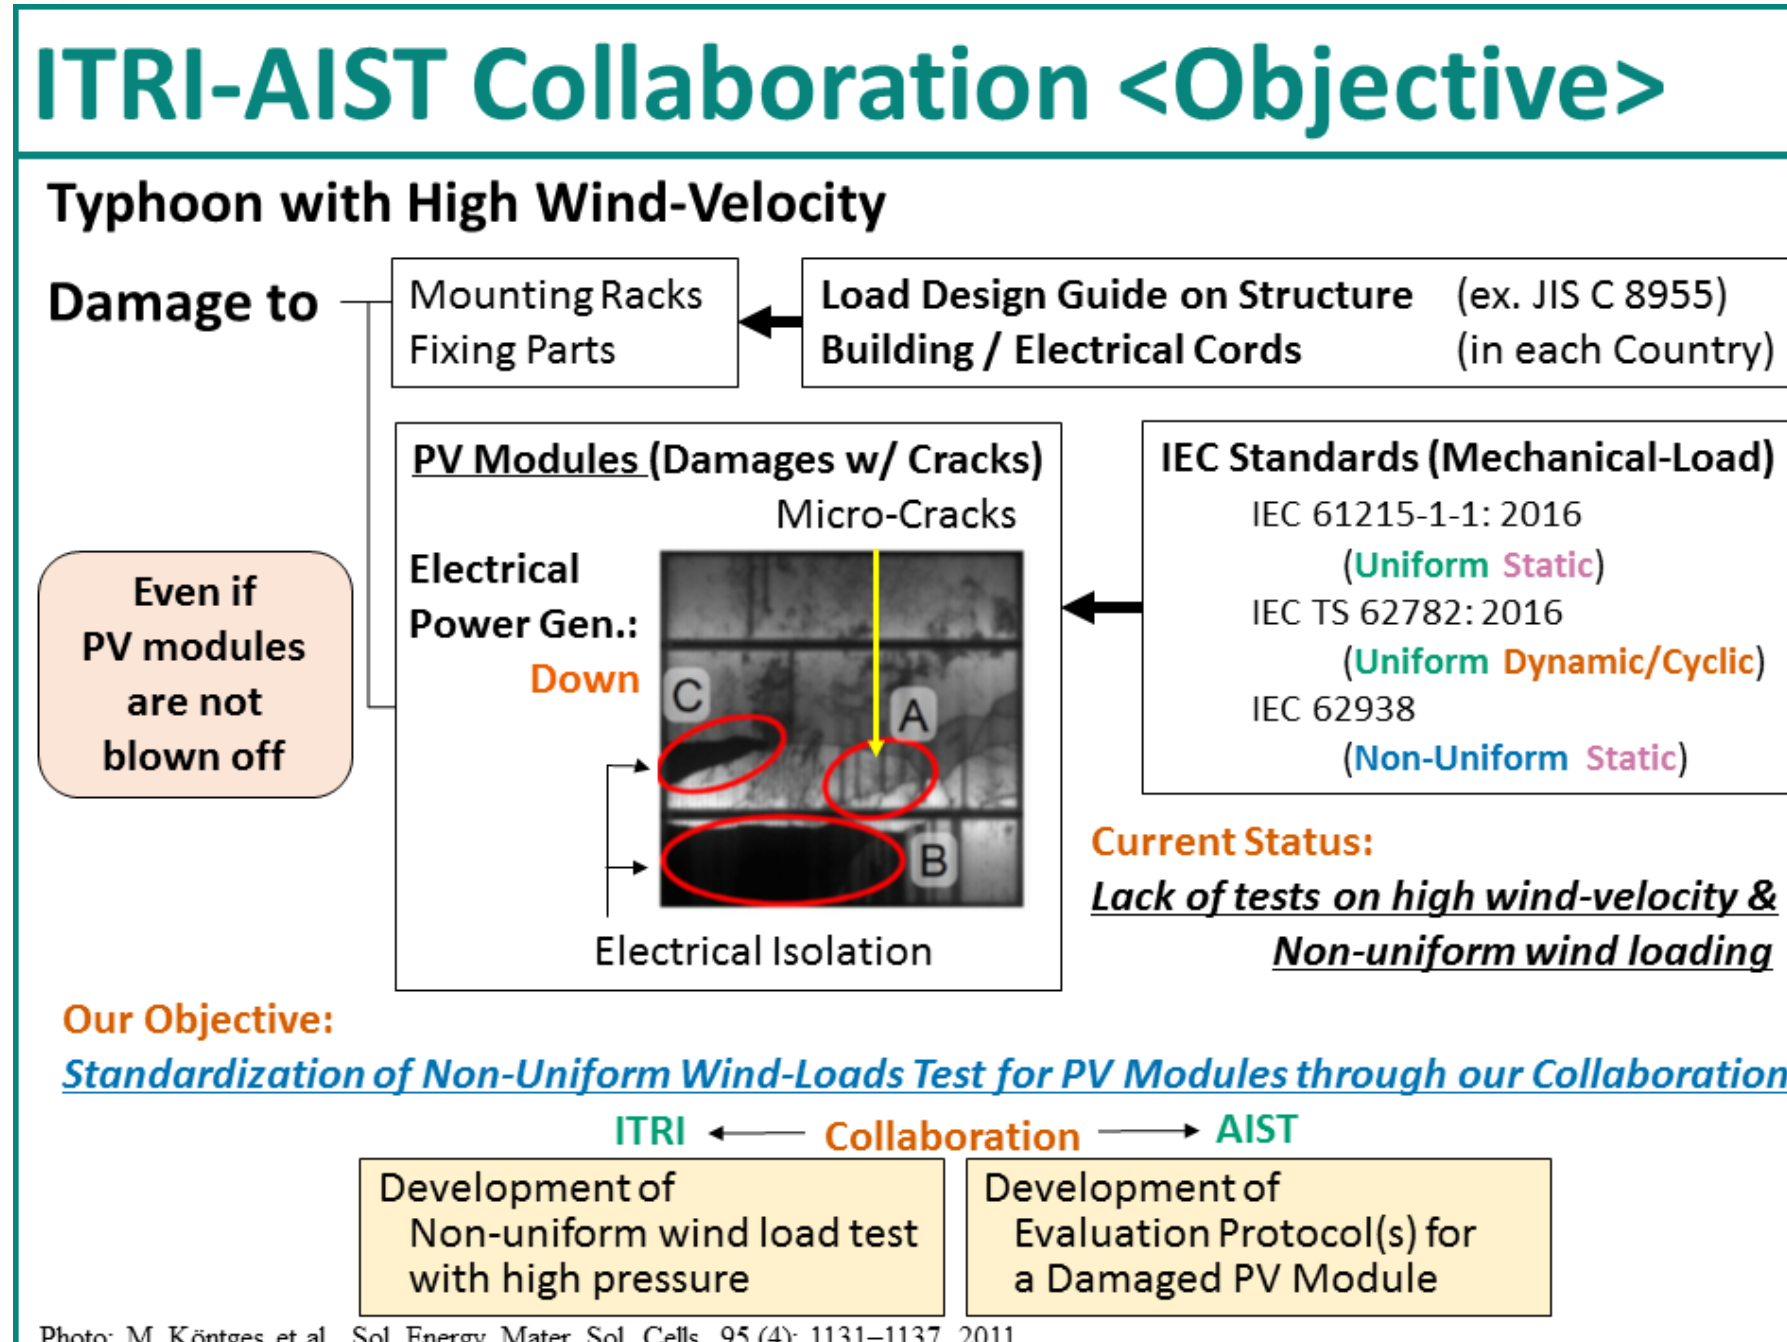 ITRI-AIST Collaboration <Objective>
Typhoon with High Wind-Velocity
Damage to
Mounting Racks
Fixing Parts
Load Design Guide on Structure (ex. JIS C 8955)
Building / Electrical Cords (in each Country)
Even if
PV modules
are not
blown off
PV Modules (Damages w/ Cracks)
Micro-Cracks
Electrical
Power Gen.:
Down
C
A
B
Electrical Isolation
IEC Standards (Mechanical-Load)
IEC 61215-1-1: 2016
(Uniform Static)
IEC TS 62782: 2016
(Uniform Dynamic/Cyclic)
IEC 62938
(Non-Uniform Static)
Current Status:
Lack of tests on high wind-velocity &
Non-uniform wind loading
Our Objective:
Standardization of Non-Uniform Wind-Loads Test for PV Modules through our Collaboration
ITRI Collaboration AIST
Development of
Non-uniform wind load test
with high pressure
Development of
Evaluation Protocol(s) for
a Damaged PV Module
Photo: M. Köntges et al., Sol. Energy Mater. Sol. Cells, 95 (4): 1131–1137, 2011